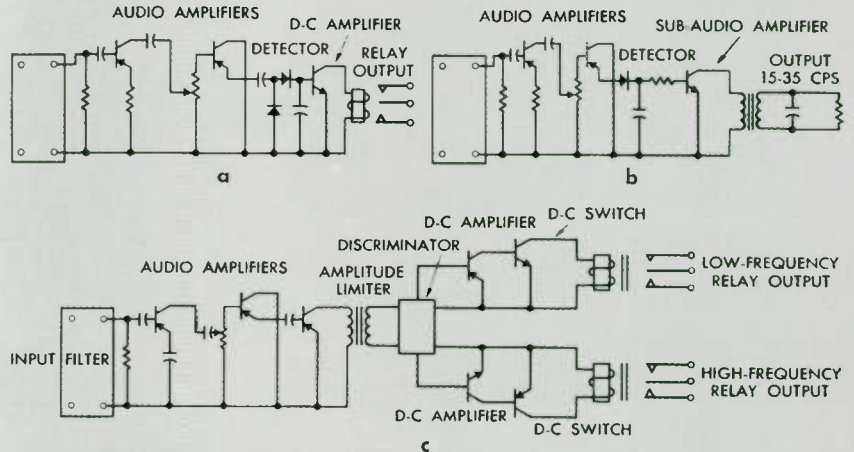 AUDIO AMPLIFIERS
D-C AMPLIFIER
DETECTOR
RELAY
OUTPUT
a
AUDIO AMPLIFIERS
SUB-AUDIO AMPLIFIER
DETECTOR
OUTPUT
15-35 CPS
b
D-C SWITCH
D-C AMPLIFIER
DISCRIMINATOR
AUDIO AMPLIFIERS
AMPLITUDE
LIMITER
LOW-FREQUENCY
RELAY OUTPUT
INPUT FILTER
HIGH-FREQUENCY
RELAY OUTPUT
D-C AMPLIFIER
D-C SWITCH
c